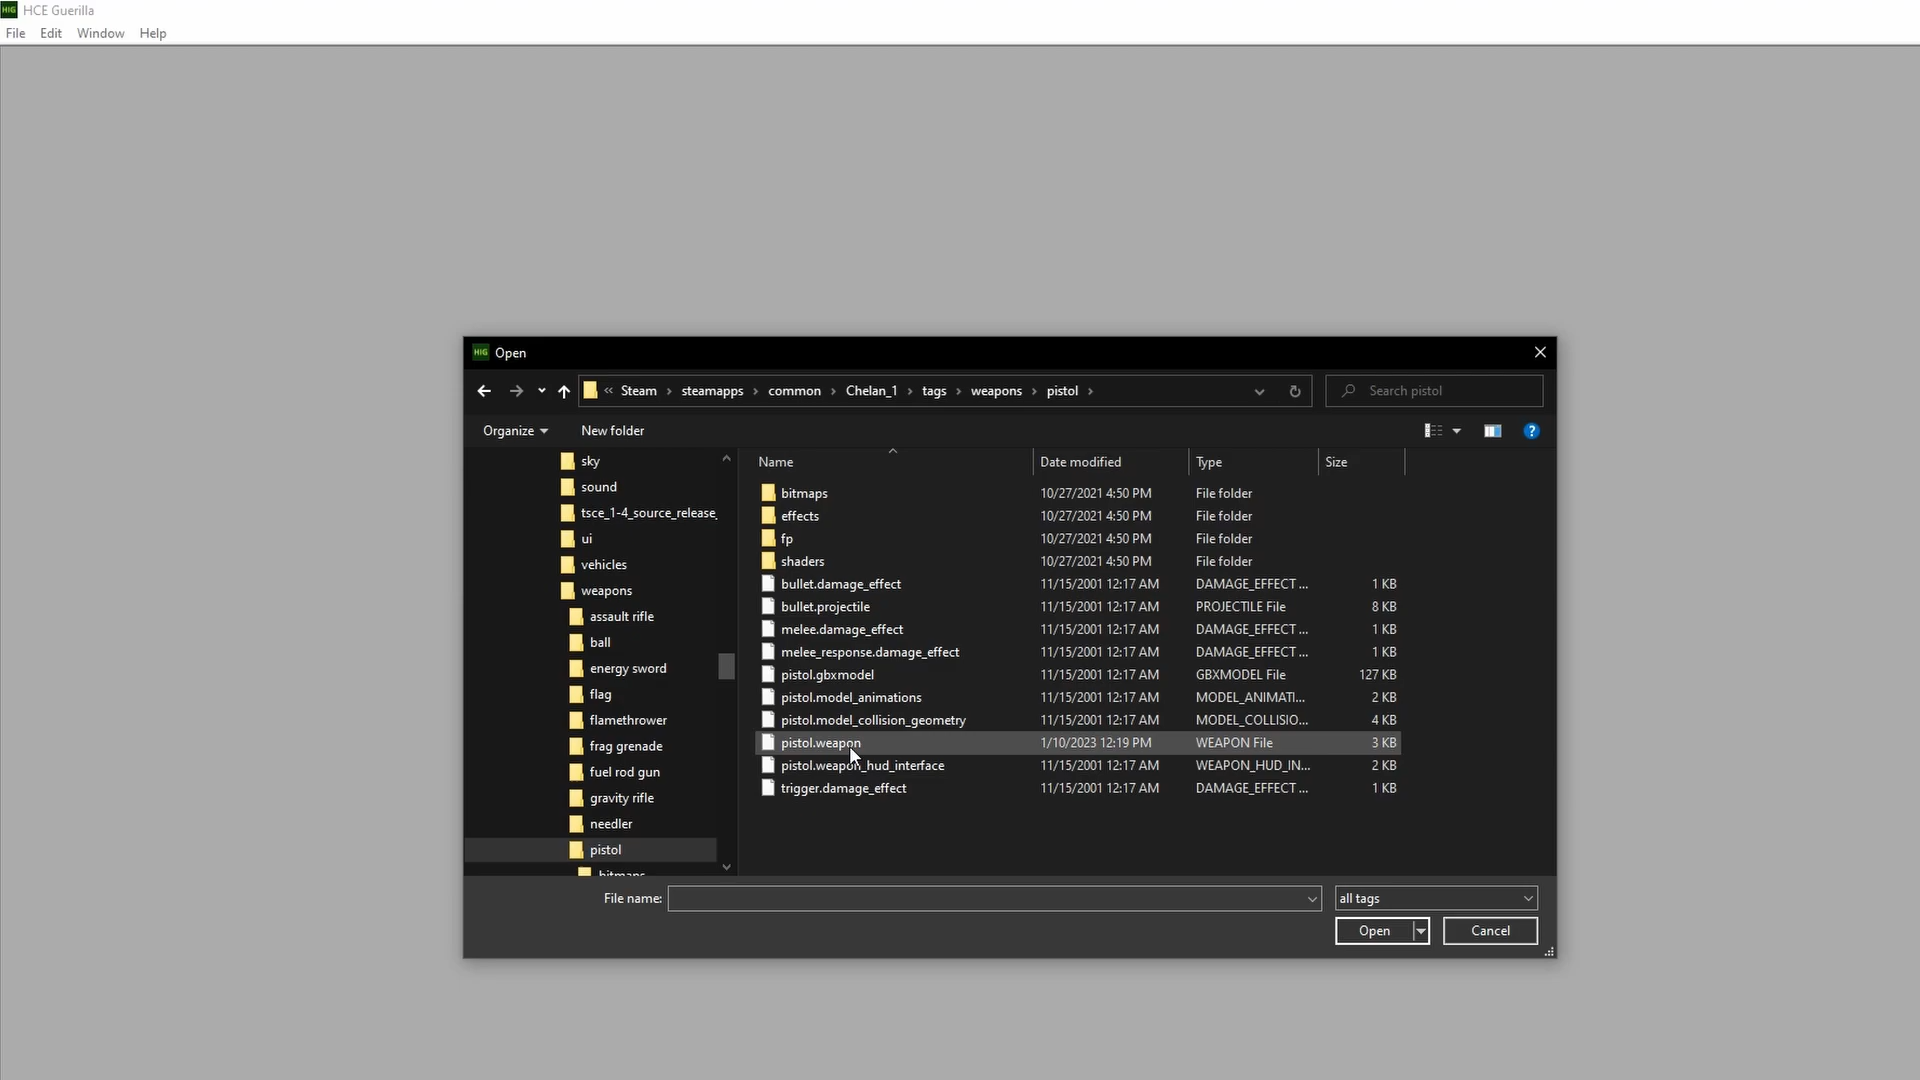 HIG HCE Guerilla
File Edit Window Help
HIG Open
« Steam › steamapps › common › Chelan_1 › tags › weapons › pistol ›
Search pistol
Organize New folder
?
Name Date modified Type Size
sky
sound
tsce_1-4_source_release_
ui
vehicles
weapons
assault rifle
ball
energy sword
flag
flamethrower
frag grenade
fuel rod gun
gravity rifle
needler
pistol
bitmaps
bitmaps 10/27/2021 4:50 PM File folder
effects 10/27/2021 4:50 PM File folder
fp 10/27/2021 4:50 PM File folder
shaders 10/27/2021 4:50 PM File folder
bullet.damage_effect 11/15/2001 12:17 AM DAMAGE_EFFECT ... 1 KB
bullet.projectile 11/15/2001 12:17 AM PROJECTILE File 8 KB
melee.damage_effect 11/15/2001 12:17 AM DAMAGE_EFFECT ... 1 KB
melee_response.damage_effect 11/15/2001 12:17 AM DAMAGE_EFFECT ... 1 KB
pistol.gbxmodel 11/15/2001 12:17 AM GBXMODEL File 127 KB
pistol.model_animations 11/15/2001 12:17 AM MODEL_ANIMATI... 2 KB
pistol.model_collision_geometry 11/15/2001 12:17 AM MODEL_COLLISIO... 4 KB
pistol.weapon 1/10/2023 12:19 PM WEAPON File 3 KB
pistol.weapon_hud_interface 11/15/2001 12:17 AM WEAPON_HUD_IN... 2 KB
trigger.damage_effect 11/15/2001 12:17 AM DAMAGE_EFFECT ... 1 KB
File name: all tags
Open Cancel